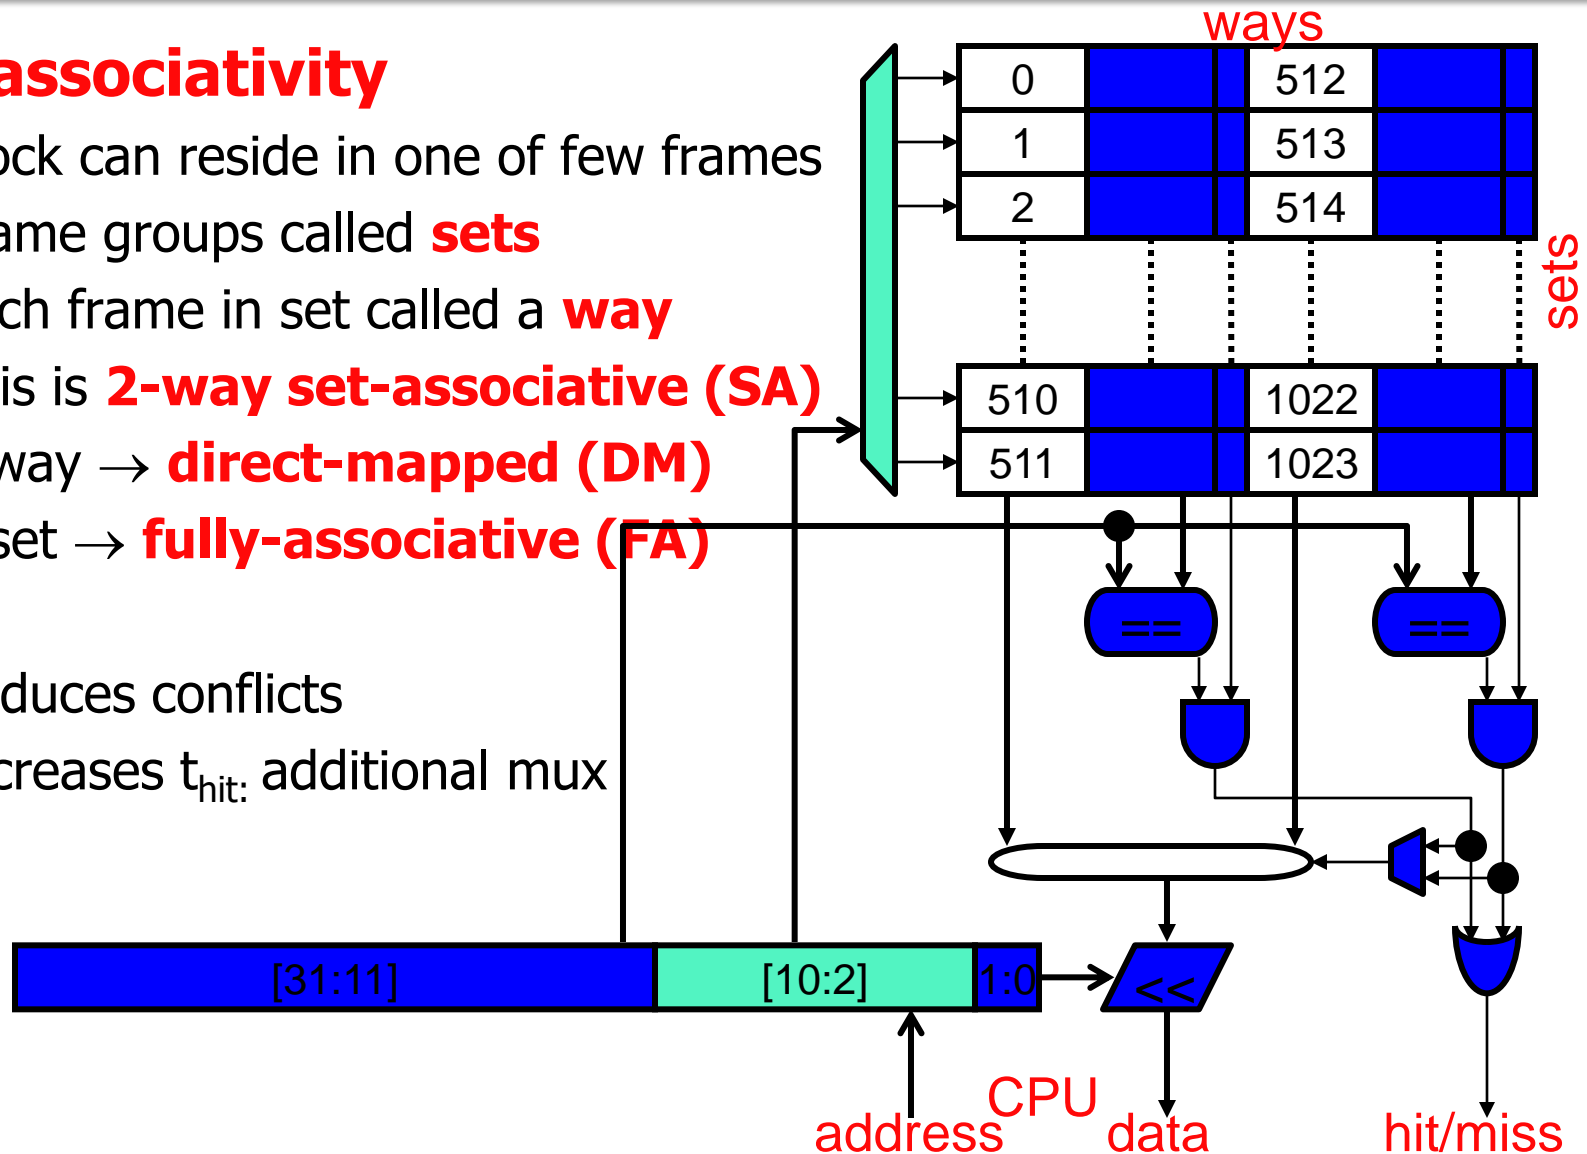 ways
associativity
ock can reside in one of few frames
ame groups called sets
ch frame in set called a way
is is 2-way set-associative (SA)
way → direct-mapped (DM)
set → fully-associative (FA)
duces conflicts
creases thit: additional mux
0 512
1 513
2 514
sets
510 1022
511 1023
== ==
[31:11] [10:2] 1:0 <<
CPU
address data hit/miss